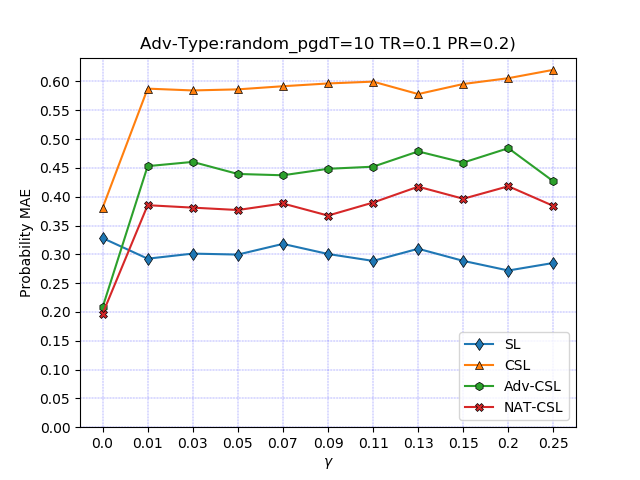 Adv-Type:random_pgdT=10 TR=0.1 PR=0.2)
Probability MAE
0.60
0.55
0.50
0.45
0.40
0.35
0.30
0.25
0.20
0.15
0.10
0.05
0.00
SL
CSL
Adv-CSL
NAT-CSL
0.0 0.01 0.03 0.05 0.07 0.09 0.11 0.13 0.15 0.2 0.25
γ